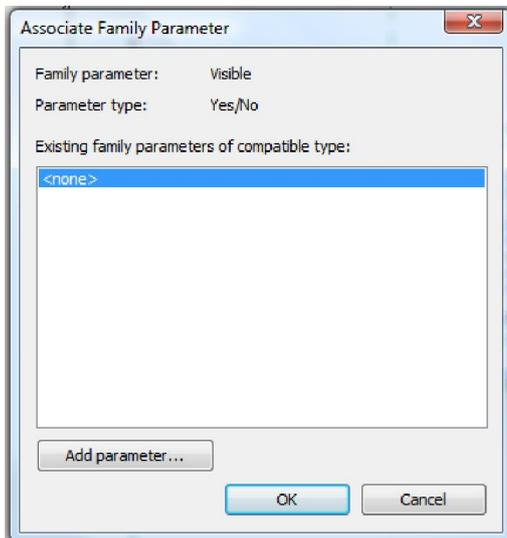 Associate Family Parameter
Family parameter: Visible
Parameter type: Yes/No
Existing family parameters of compatible type:
<none>
Add parameter...
OK Cancel